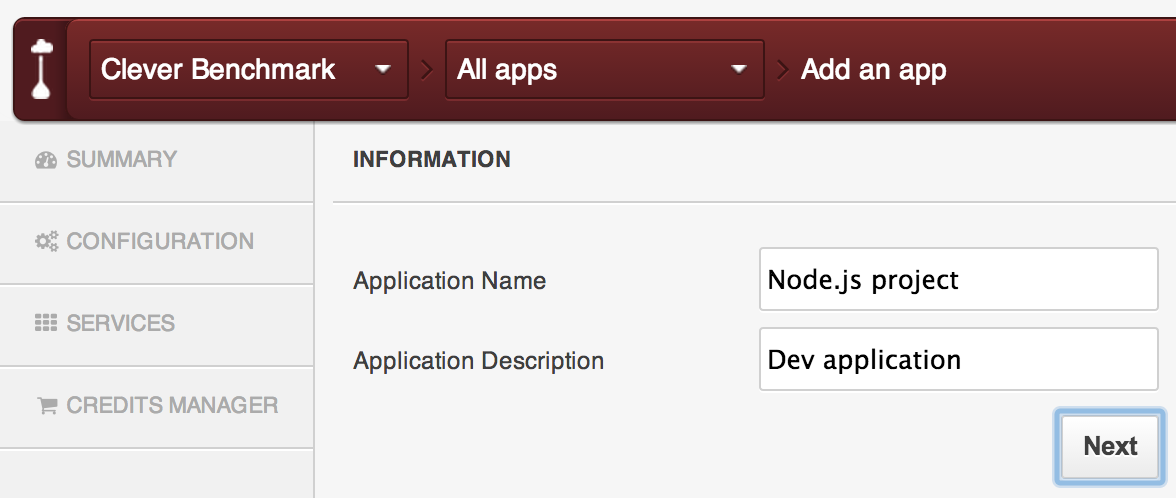 Clever Benchmark All apps Add an app
SUMMARY
CONFIGURATION
SERVICES
CREDITS MANAGER
INFORMATION
Application Name Node.js project
Application Description Dev application
Next